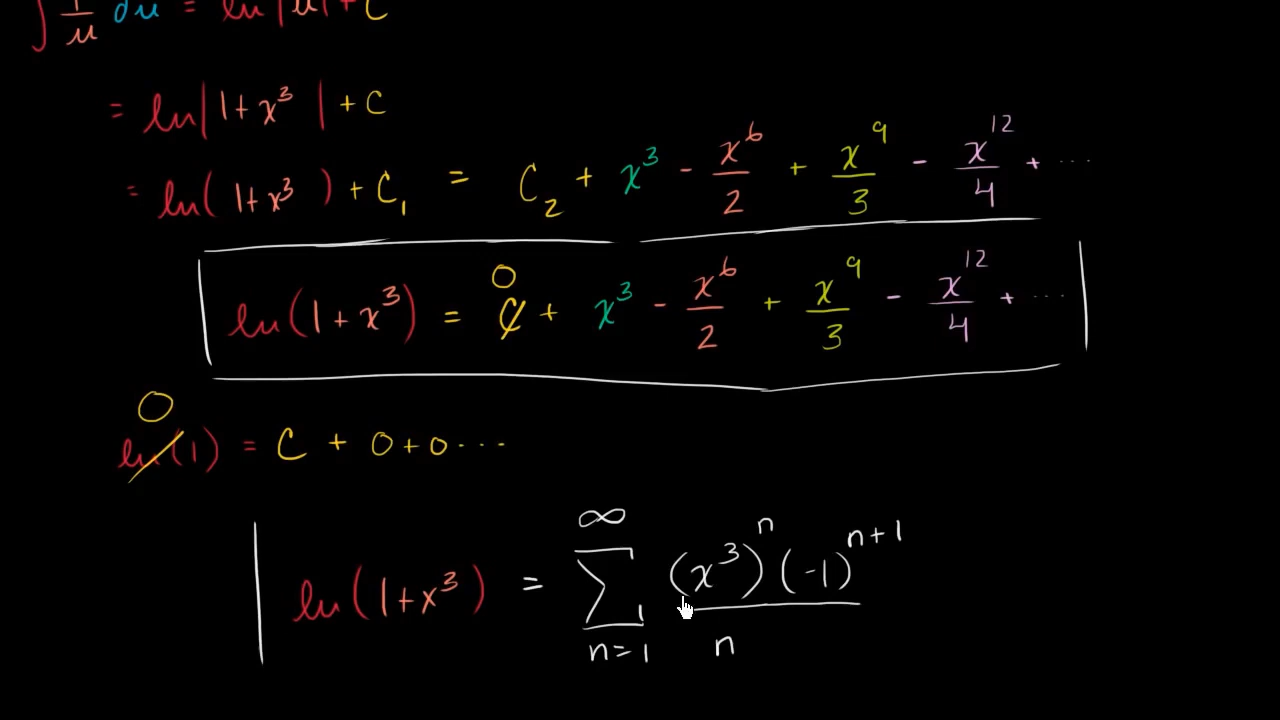 ∫ 1/u du = ln|u| + C
= ln|1+x³| + C
= ln(1+x³) + C₁ = C₂ + x³ - x⁶/2 + x⁹/3 - x¹²/4 + ...
0
ln(1+x³) = C + x³ - x⁶/2 + x⁹/3 - x¹²/4 + ...
0
ln(1) = C + 0+0...
ln(1+x³) = ∑_{n=1}^{∞} (x³)ⁿ(-1)ⁿ⁺¹/n